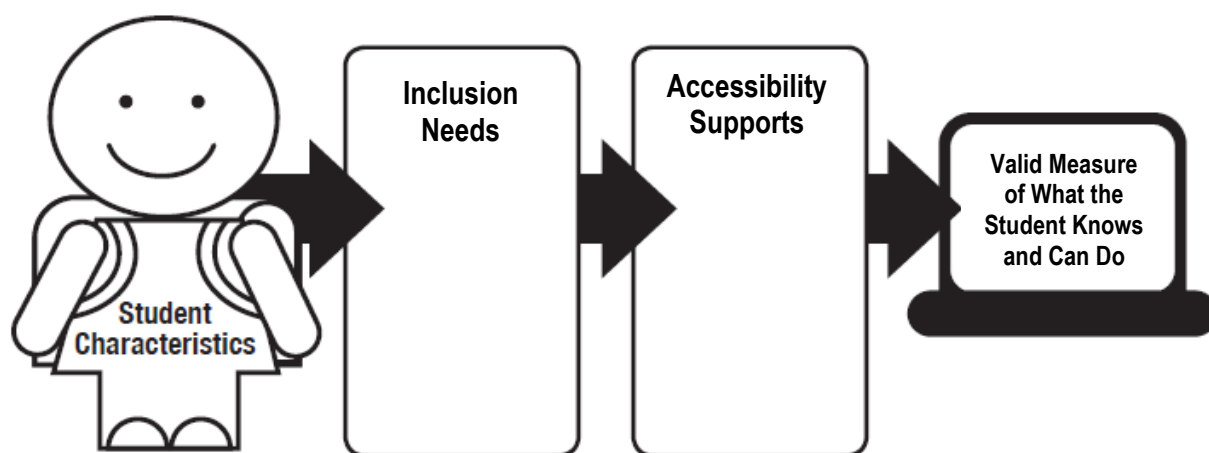 Student
Characteristics
Inclusion
Needs
Accessibility
Supports
Valid Measure
of What the
Student Knows
and Can Do